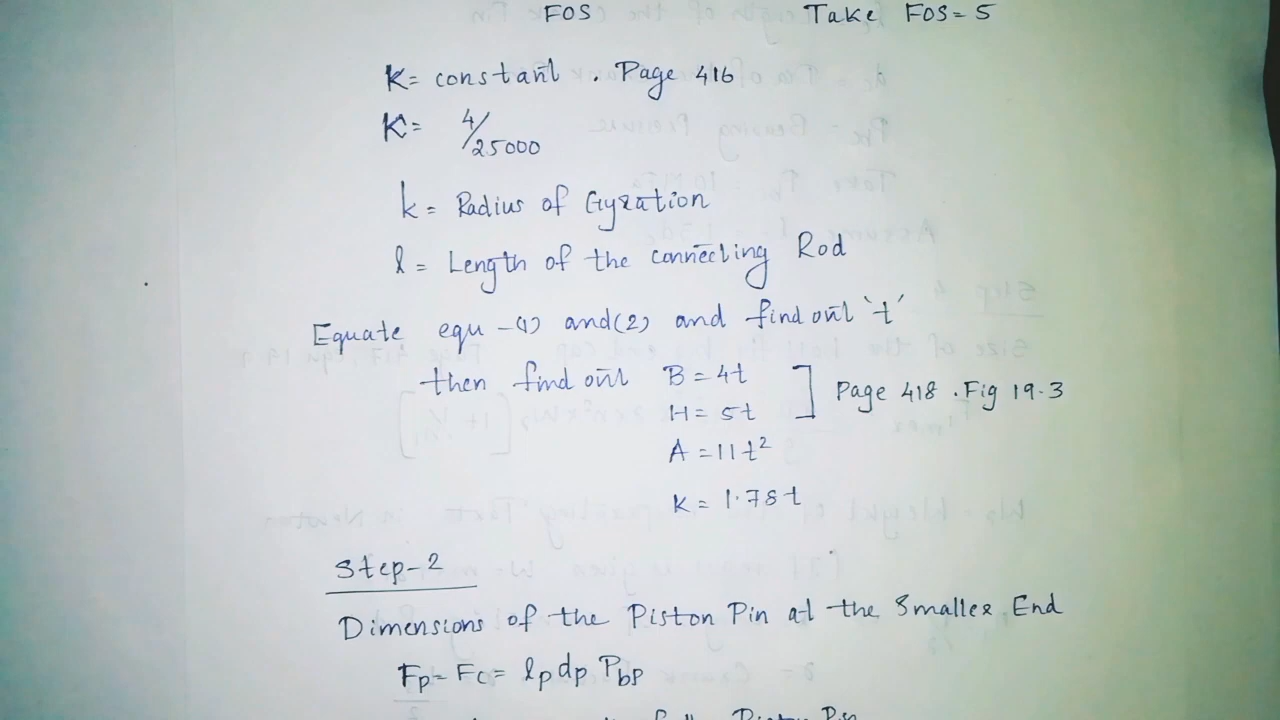 FOS Take FOS = 5
K = constant . Page 416
K = 4/25000
k = Radius of Gyration
l = Length of the connecting Rod
Equate equ -(1) and (2) and find out 't'
then find out B = 4t
H = 5t ] Page 418 . Fig 19.3
A = 11t²
K = 1.78t
Step-2
Dimensions of the Piston Pin at the Smaller End
Fp = Fc = lp dp Pbp
Piston Pin